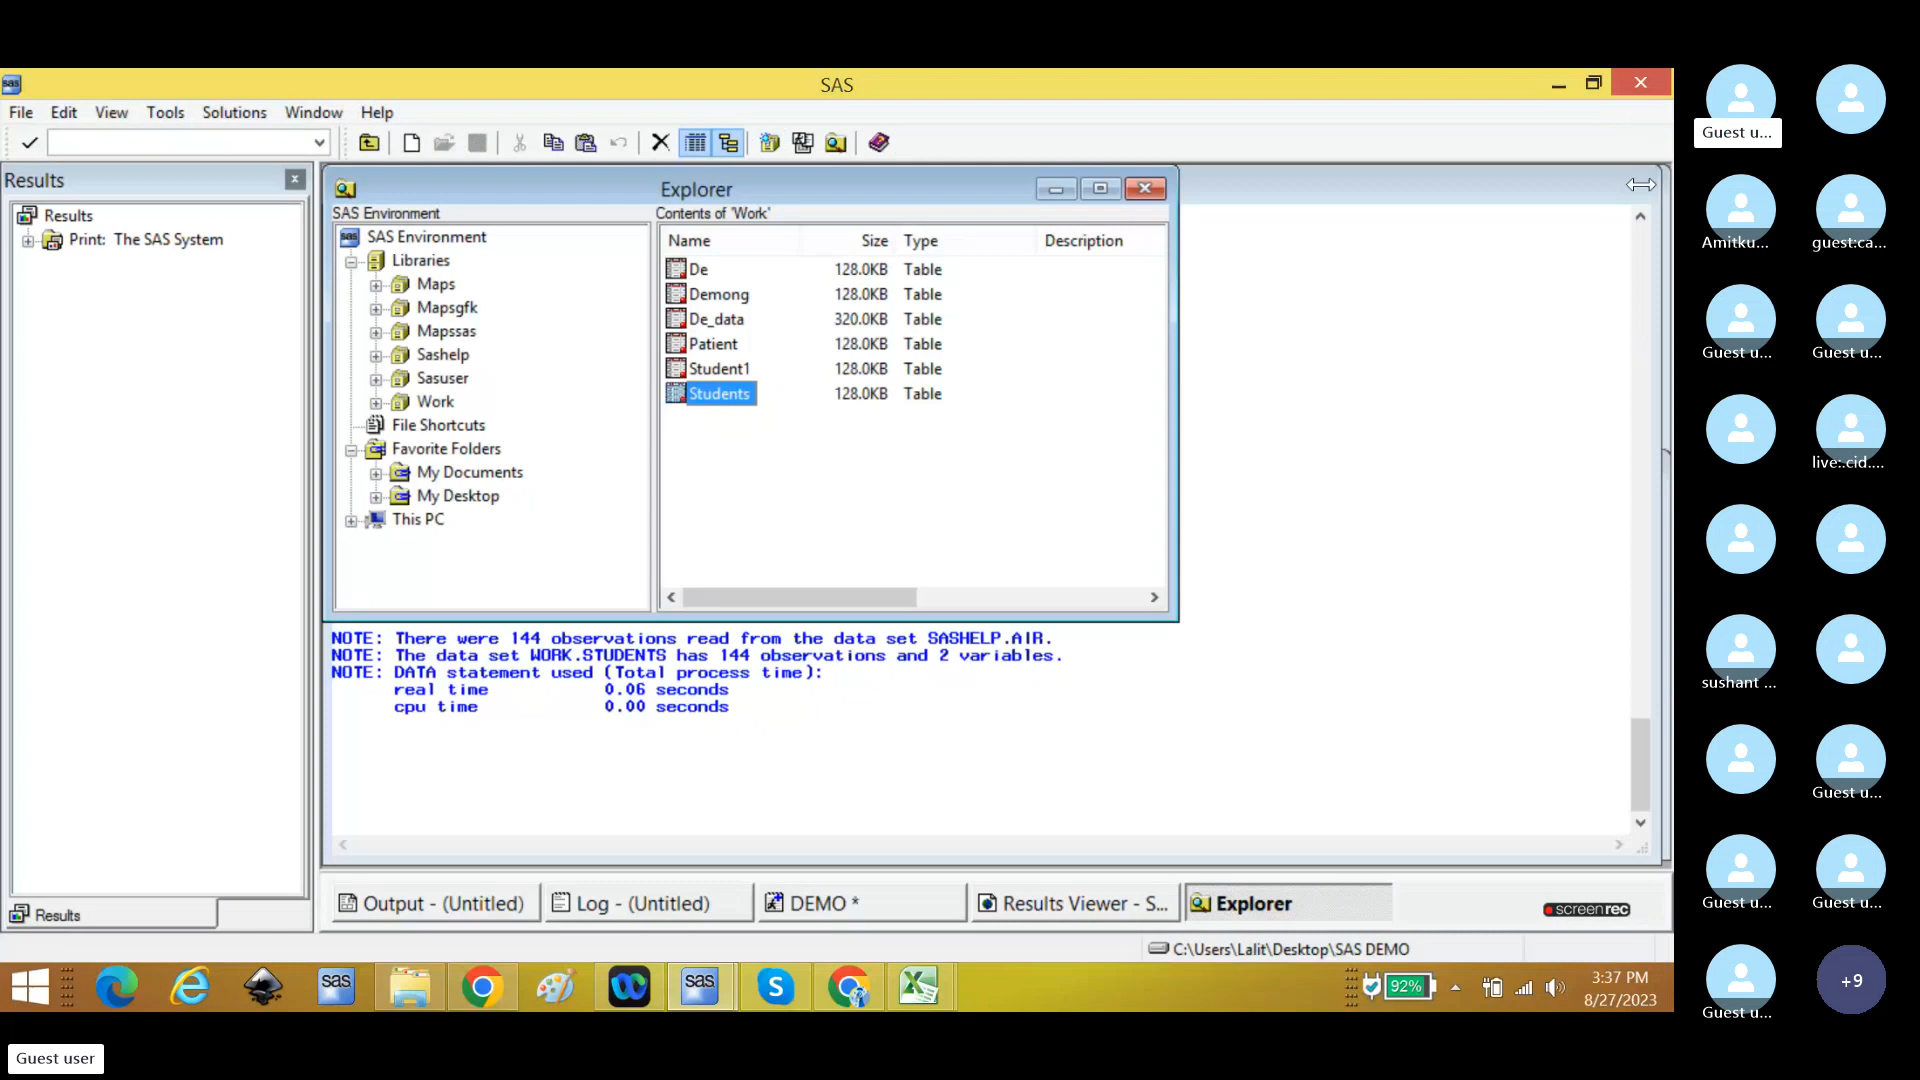 sas
SAS
File Edit View Tools Solutions Window Help
Results
Results
Print: The SAS System
Results
Explorer
SAS Environment
Contents of 'Work'
sas SAS Environment
Libraries
Maps
Mapsgfk
Mapssas
Sashelp
Sasuser
Work
File Shortcuts
Favorite Folders
My Documents
My Desktop
This PC
Name Size Type Description
De 128.0KB Table
Demong 128.0KB Table
De_data 320.0KB Table
Patient 128.0KB Table
Student1 128.0KB Table
Students 128.0KB Table
NOTE: There were 144 observations read from the data set SASHELP.AIR.
NOTE: The data set WORK.STUDENTS has 144 observations and 2 variables.
NOTE: DATA statement used (Total process time):
real time 0.06 seconds
cpu time 0.00 seconds
Output - (Untitled) Log - (Untitled) DEMO * Results Viewer - S... Explorer
screenrec
C:\Users\Lalit\Desktop\SAS DEMO
sas sas S 92% 3:37 PM
8/27/2023
Guest user
Guest u...
Amitku... guest:ca...
Guest u... Guest u...
live:.cid....
sushant ...
Guest u...
Guest u... Guest u...
Guest u... +9